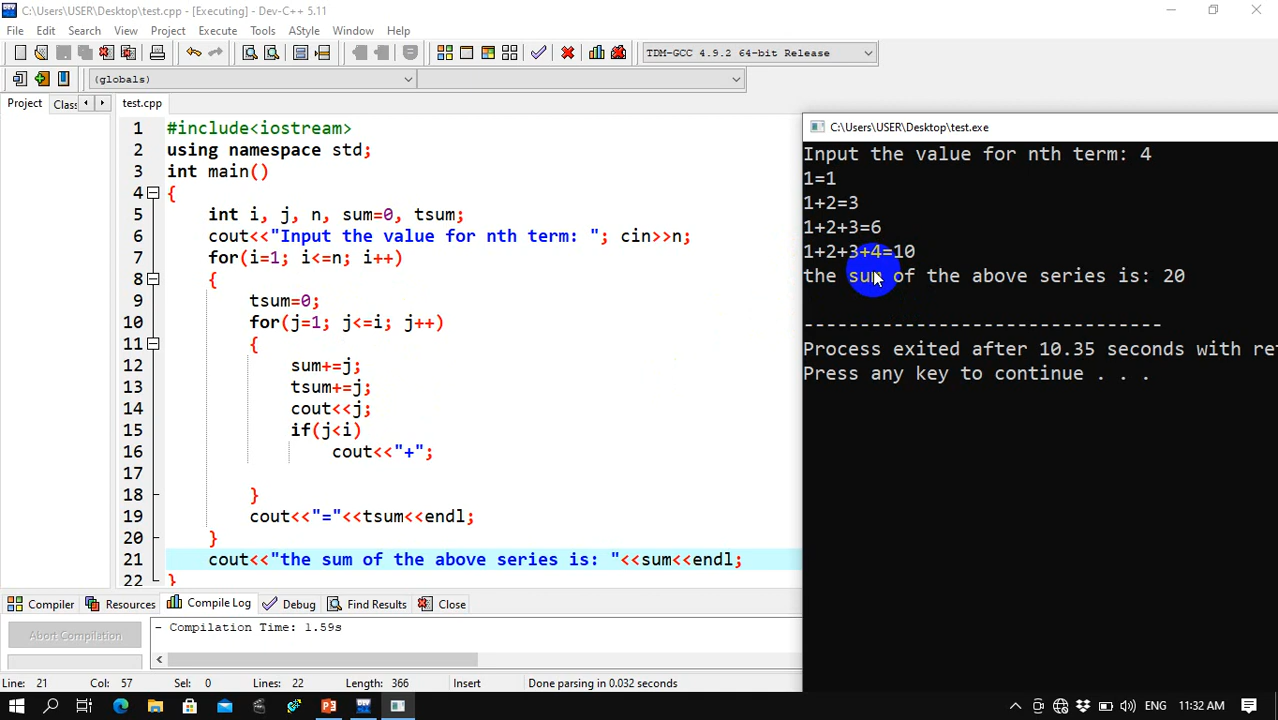 C:\Users\USER\Desktop\test.cpp - [Executing] - Dev-C++ 5.11
File Edit Search View Project Execute Tools AStyle Window Help
TDM-GCC 4.9.2 64-bit Release
(globals)
Project Clas test.cpp
1 #include<iostream>
2 using namespace std;
3 int main()
4 {
5 int i, j, n, sum=0, tsum;
6 cout<<"Input the value for nth term: "; cin>>n;
7 for(i=1; i<=n; i++)
8 {
9 tsum=0;
10 for(j=1; j<=i; j++)
11 {
12 sum+=j;
13 tsum+=j;
14 cout<<j;
15 if(j<i)
16 cout<<"+";
17
18 }
19 cout<<"="<<tsum<<endl;
20 }
21 cout<<"the sum of the above series is: "<<sum<<endl;
22 }
C:\Users\USER\Desktop\test.exe
Input the value for nth term: 4
1=1
1+2=3
1+2+3=6
1+2+3+4=10
the sum of the above series is: 20
--------------------------------
Process exited after 10.35 seconds with ret
Press any key to continue . . .
Compiler Resources Compile Log Debug Find Results Close
Abort Compilation
- Compilation Time: 1.59s
Line: 21 Col: 57 Sel: 0 Lines: 22 Length: 366 Insert Done parsing in 0.032 seconds
ENG 11:32 AM